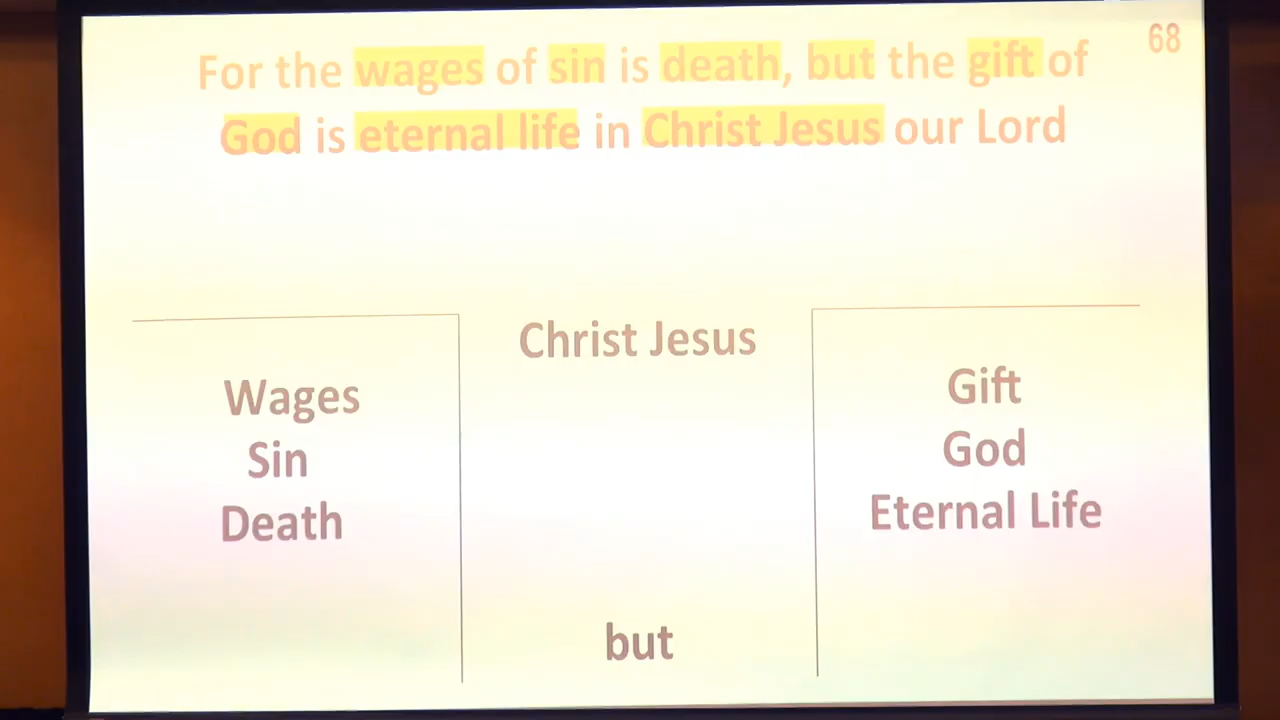 68
For the wages of sin is death, but the gift of
God is eternal life in Christ Jesus our Lord
Christ Jesus
Wages
Sin
Death
Gift
God
Eternal Life
but